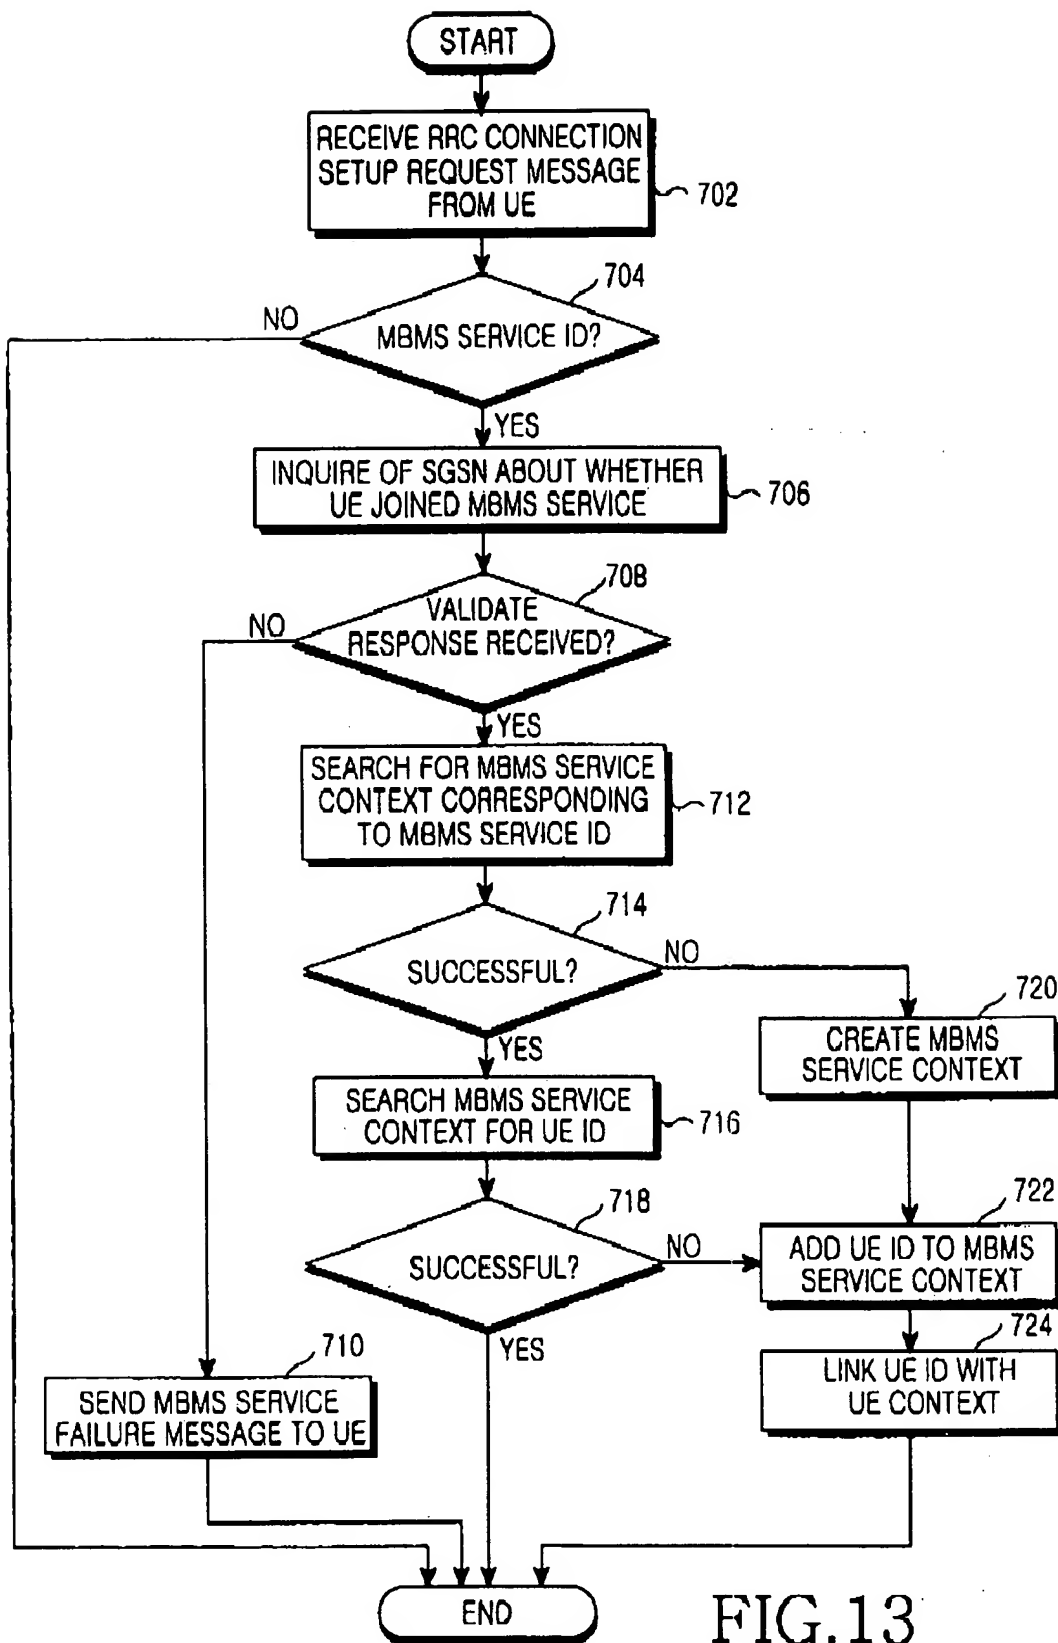 START
RECEIVE RRC CONNECTION
SETUP REQUEST MESSAGE
FROM UE
702
704
NO
MBMS SERVICE ID?
YES
INQUIRE OF SGSN ABOUT WHETHER
UE JOINED MBMS SERVICE
706
708
NO
VALIDATE
RESPONSE RECEIVED?
YES
SEARCH FOR MBMS SERVICE
CONTEXT CORRESPONDING
TO MBMS SERVICE ID
712
714
NO
SUCCESSFUL?
720
CREATE MBMS
SERVICE CONTEXT
YES
SEARCH MBMS SERVICE
CONTEXT FOR UE ID
716
718
NO
SUCCESSFUL?
722
ADD UE ID TO MBMS
SERVICE CONTEXT
YES
724
LINK UE ID WITH
UE CONTEXT
710
SEND MBMS SERVICE
FAILURE MESSAGE TO UE
END
FIG.13